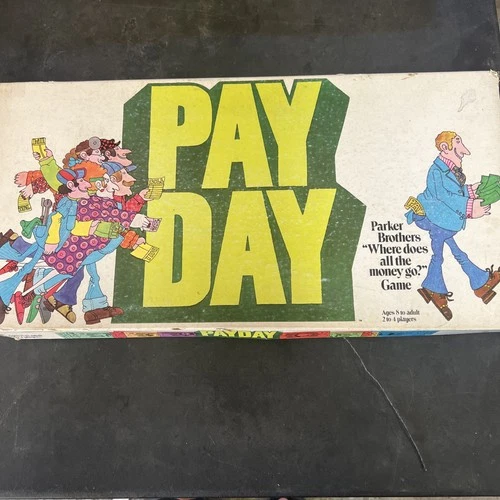 PAY
DAY
Parker
Brothers
"Where does
all the
money go?"
Game
Ages 8 to adult
2 to 4 players
PAYDAY